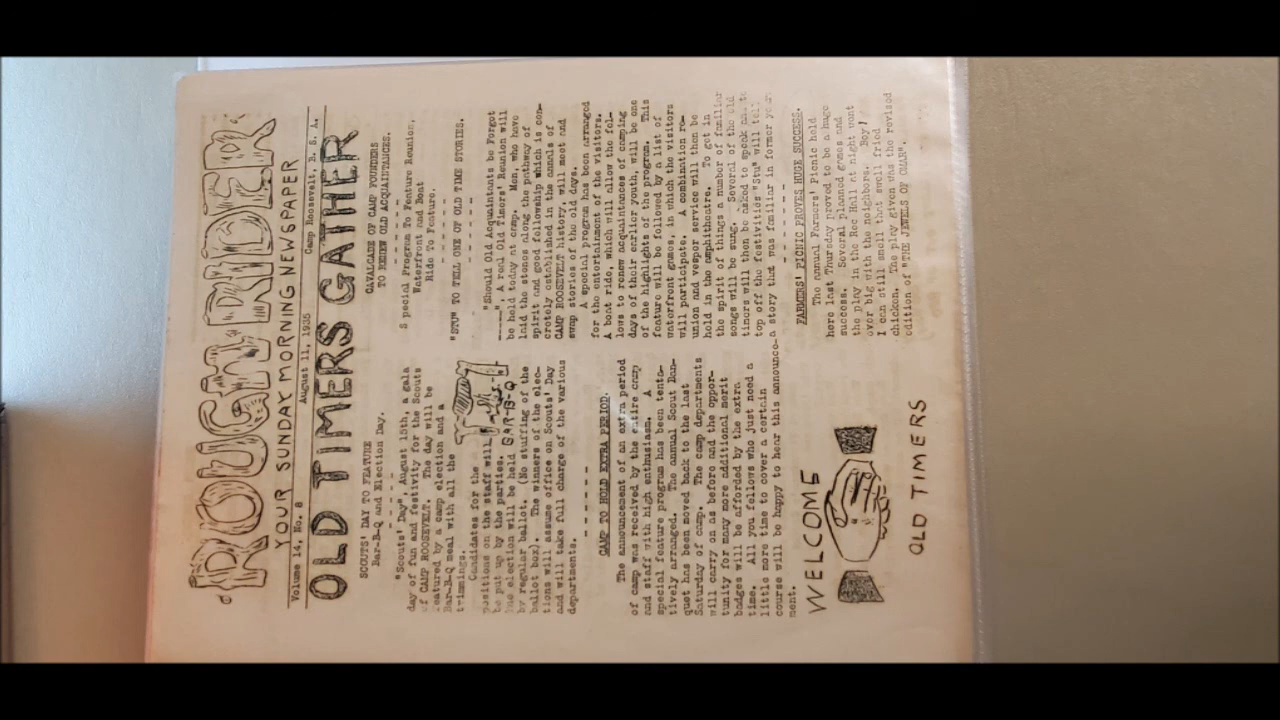 ROUGH RIDER
YOUR SUNDAY MORNING NEWSPAPER
Volume 14, No. 8 August 11, 1935 Camp Roosevelt, B. S. A.
OLD TIMERS GATHER
SCOUTS' DAY TO FEATURE
Bar-B-Q and Election Day.
"Scouts' Day", August 15th, a gala
day of fun and festivity for the Scouts
of CAMP ROOSEVELT. The day will be
featured by a camp election and a
Bar-B-Q meal with all the
trimmings.
Candidates for the
positions on the staff will
be put up by the parties.
The election will be held
by regular ballot. (No stuffing of the
ballot box). The winners of the elec-
tions will assume office on Scouts' Day
and will take full charge of the various
departments.
BAR-B-Q
CAMP TO HOLD EXTRA PERIOD.
The announcement of an extra period
of camp was received by the entire camp
and staff with high enthusiasm. A
special feature program has been tenta-
tively arranged. The annual Scout Ban-
quet has been moved back to the last
Saturday of camp. The camp departments
will carry on as before and the oppor-
tunity for many more additional merit
badges will be afforded by the extra
time. All you fellows who just need a
little more time to cover a certain
course will be happy to hear this announce-
ment.
WELCOME
OLD TIMERS
CAVALCADE OF CAMP FOUNDERS
TO RENEW OLD ACQUAINTANCES.
Special Program To Feature Reunion,
Waterfront and Boat
Ride To Feature.
"STU" TO TELL ONE OF OLD TIME STORIES.
"Should Old Acquaintants be Forgot
-----", A real Old Timers' Reunion will
be held today at camp. Men, who have
laid the stones along the pathway of
spirit and good fellowship which is con-
cretely established in the annals of
CAMP ROOSEVELT history, will meet and
swap stories of the old days.
A special program has been arranged
for the entertainment of the visitors.
A boat ride, which will allow the fel-
lows to renew acquaintances of camping
days of their earlier youth, will be one
of the highlights of the program. This
feature will be followed by a list of
waterfront games, in which the visitors
will participate. A combination re-
union and vesper service will then be
held in the amphitheatre. To get in
the spirit of things a number of familiar
songs will be sung. Several of the old
timers will then be asked to speak and to
top off the festivities "Stu" will tell
a story that was familiar in former years
FARMERS' PICNIC PROVES HUGE SUCCESS.
The annual Farmers' Picnic held
here last Thursday proved to be a huge
success. Several planned games and
the play in the Rec Hall at night went
over big with the neighbors. Boy!
I can still smell that swell fried
chicken. The play given was the revised
edition of "THE JEWELS OF OMAR".